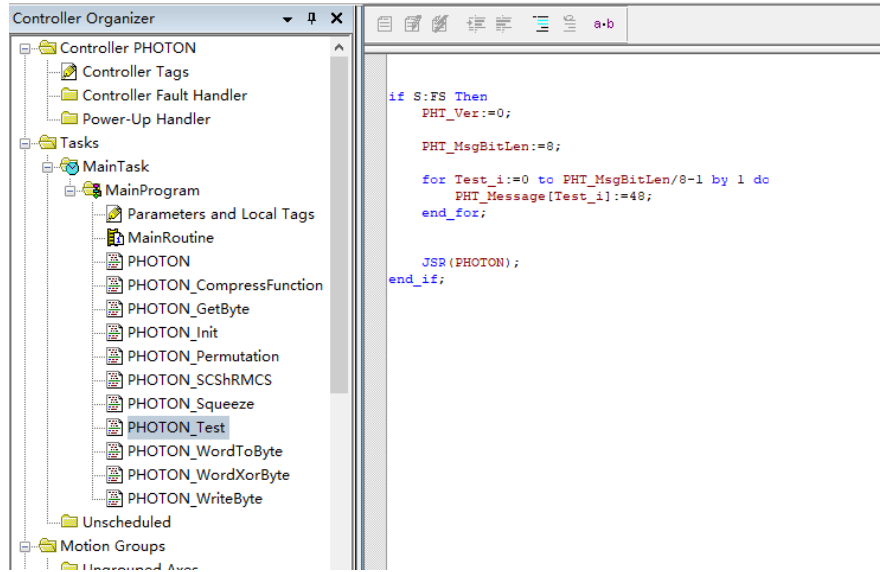 Controller Organizer
Controller PHOTON
Controller Tags
Controller Fault Handler
Power-Up Handler
Tasks
MainTask
MainProgram
Parameters and Local Tags
MainRoutine
PHOTON
PHOTON_CompressFunction
PHOTON_GetByte
PHOTON_Init
PHOTON_Permutation
PHOTON_SCShRMCS
PHOTON_Squeeze
PHOTON_Test
PHOTON_WordToByte
PHOTON_WordXorByte
PHOTON_WriteByte
Unscheduled
Motion Groups
Ungrouped Axes
a·b
if S:FS Then
PHT_Ver:=0;
PHT_MsgBitLen:=8;
for Test_i:=0 to PHT_MsgBitLen/8-1 by 1 do
PHT_Message[Test_i]:=48;
end_for;
JSR(PHOTON);
end_if;